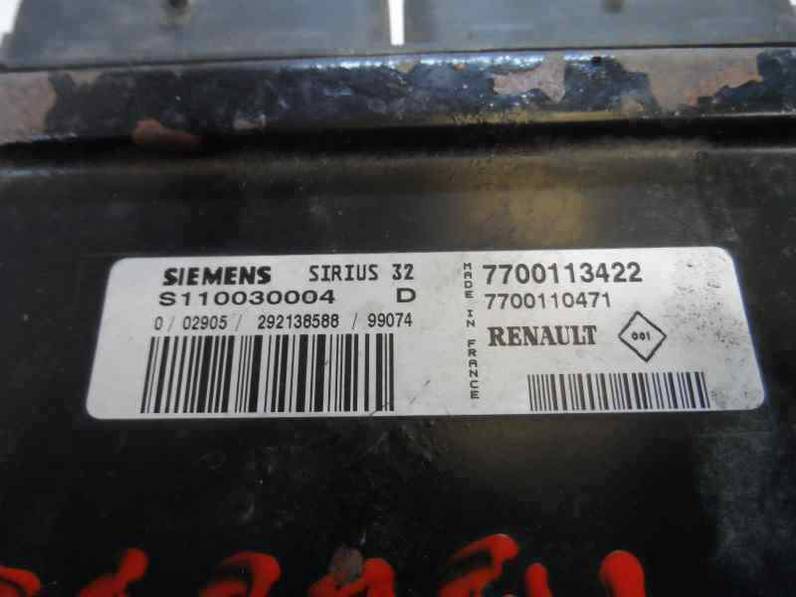 SIEMENS SIRIUS 32
S110030004 D
0 / 02905 / 292138588 / 99074
MADE IN FRANCE
7700113422
7700110471
RENAULT 001